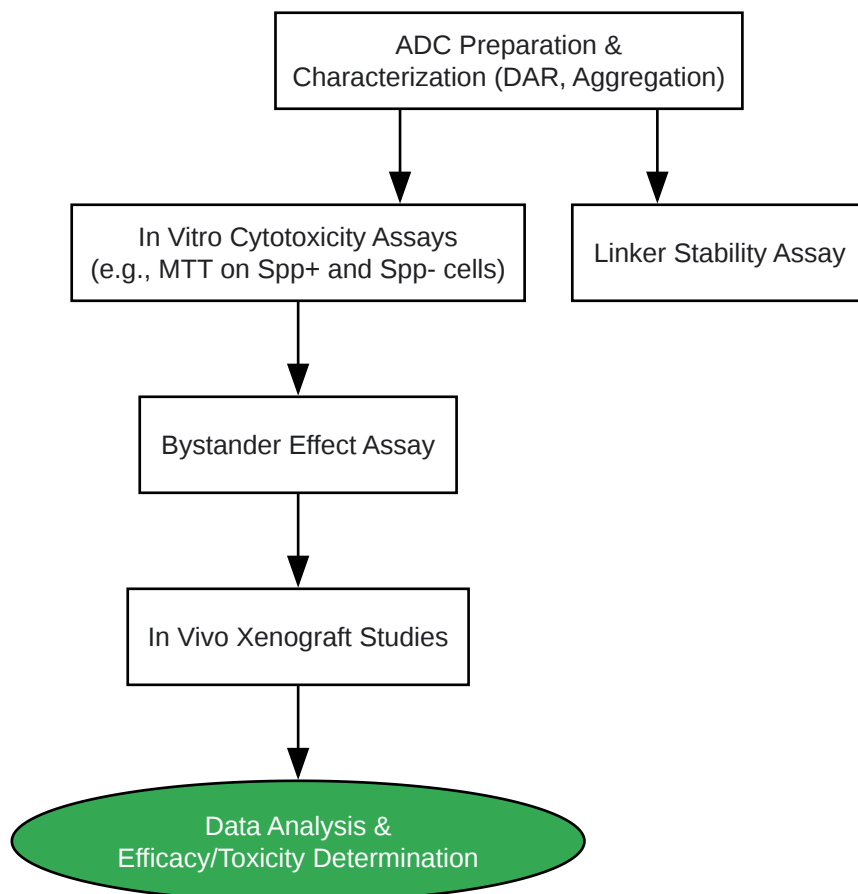 ADC Preparation &
Characterization (DAR, Aggregation)
In Vitro Cytotoxicity Assays
(e.g., MTT on Spp+ and Spp- cells)
Linker Stability Assay
Bystander Effect Assay
In Vivo Xenograft Studies
Data Analysis &
Efficacy/Toxicity Determination